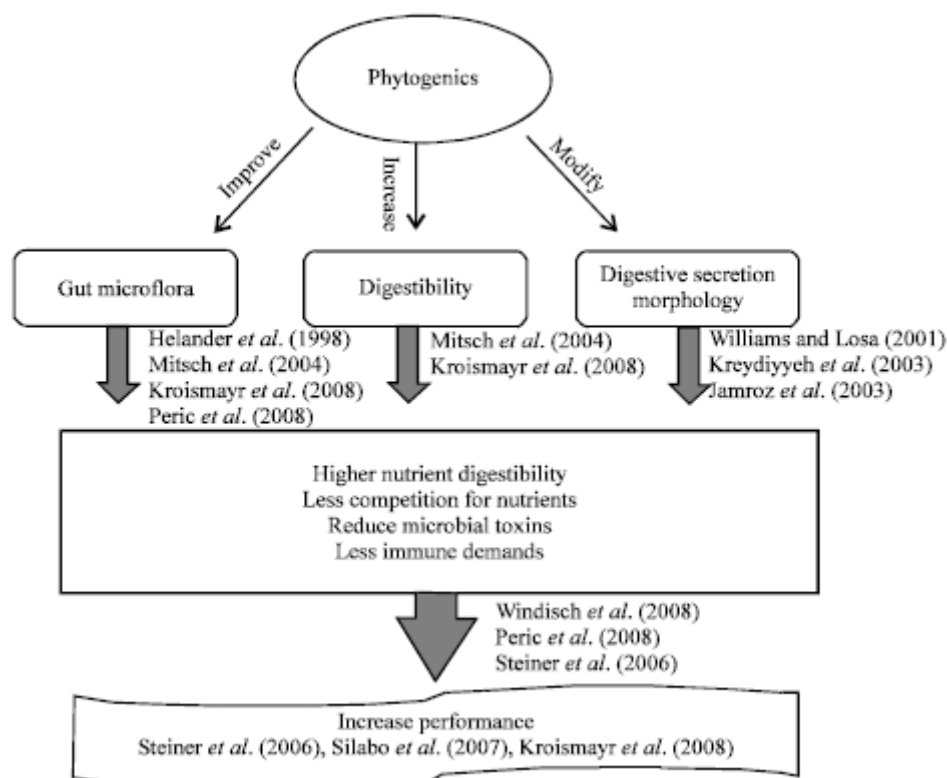 Phytogenics
Improve
Increase
Modify
Gut microflora
Digestibility
Digestive secretion
morphology
Helander et al. (1998)
Mitsch et al. (2004)
Kroismayr et al. (2008)
Peric et al. (2008)
Mitsch et al. (2004)
Kroismayr et al. (2008)
Williams and Losa (2001)
Kreydiyyeh et al. (2003)
Jamroz et al. (2003)
Higher nutrient digestibility
Less competition for nutrients
Reduce microbial toxins
Less immune demands
Windisch et al. (2008)
Peric et al. (2008)
Steiner et al. (2006)
Increase performance
Steiner et al. (2006), Silabo et al. (2007), Kroismayr et al. (2008)